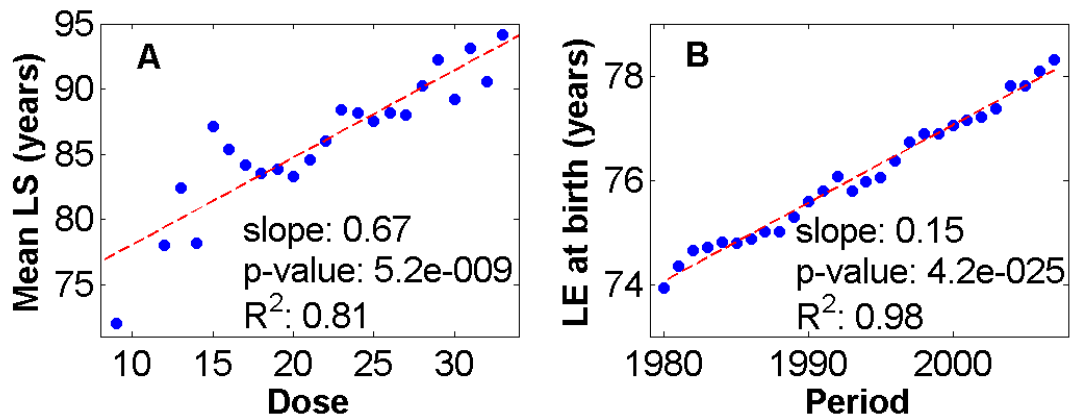 A
Mean LS (years)
95
90
85
80
75
slope: 0.67
p-value: 5.2e-009
R²: 0.81
10 15 20 25 30
Dose
B
LE at birth (years)
78
76
74
slope: 0.15
p-value: 4.2e-025
R²: 0.98
1980 1990 2000
Period